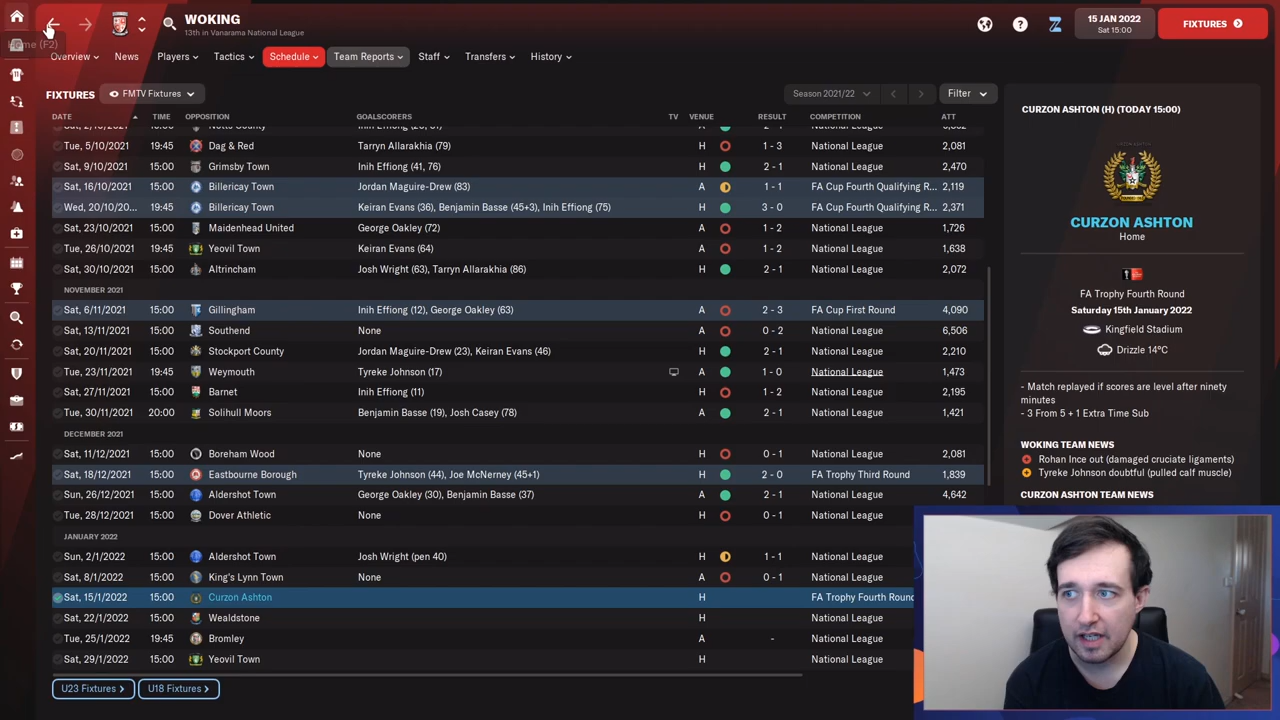 WOKING
13th in Vanarama National League
15 JAN 2022
Sat 15:00
FIXTURES
Home (F2)
Overview
News
Players
Tactics
Schedule
Team Reports
Staff
Transfers
History
FIXTURES
FMTV Fixtures
Season 2021/22
Filter
DATE TIME OPPOSITION GOALSCORERS TV VENUE RESULT COMPETITION ATT
Tue, 5/10/2021 19:45 Dag & Red Tarryn Allarakhia (79) H 1 - 3 National League 2,081
Sat, 9/10/2021 15:00 Grimsby Town Inih Effiong (41, 76) H 2 - 1 National League 2,470
Sat, 16/10/2021 15:00 Billericay Town Jordan Maguire-Drew (83) A 1 - 1 FA Cup Fourth Qualifying R... 2,119
Wed, 20/10/20... 19:45 Billericay Town Keiran Evans (36), Benjamin Basse (45+3), Inih Effiong (75) H 3 - 0 FA Cup Fourth Qualifying R... 2,371
Sat, 23/10/2021 15:00 Maidenhead United George Oakley (72) A 1 - 2 National League 1,726
Tue, 26/10/2021 19:45 Yeovil Town Keiran Evans (64) A 1 - 2 National League 1,638
Sat, 30/10/2021 15:00 Altrincham Josh Wright (63), Tarryn Allarakhia (86) H 2 - 1 National League 2,072
NOVEMBER 2021
Sat, 6/11/2021 15:00 Gillingham Inih Effiong (12), George Oakley (63) A 2 - 3 FA Cup First Round 4,090
Sat, 13/11/2021 15:00 Southend None A 0 - 2 National League 6,506
Sat, 20/11/2021 15:00 Stockport County Jordan Maguire-Drew (23), Keiran Evans (46) H 2 - 1 National League 2,210
Tue, 23/11/2021 19:45 Weymouth Tyreke Johnson (17) A 1 - 0 National League 1,473
Sat, 27/11/2021 15:00 Barnet Inih Effiong (11) H 1 - 2 National League 2,195
Tue, 30/11/2021 20:00 Solihull Moors Benjamin Basse (19), Josh Casey (78) A 2 - 1 National League 1,421
DECEMBER 2021
Sat, 11/12/2021 15:00 Boreham Wood None H 0 - 1 National League 2,081
Sat, 18/12/2021 15:00 Eastbourne Borough Tyreke Johnson (44), Joe McNerney (45+1) H 2 - 0 FA Trophy Third Round 1,839
Sun, 26/12/2021 15:00 Aldershot Town George Oakley (30), Benjamin Basse (37) A 2 - 1 National League 4,642
Tue, 28/12/2021 15:00 Dover Athletic None H 0 - 1 National League
JANUARY 2022
Sun, 2/1/2022 15:00 Aldershot Town Josh Wright (pen 40) H 1 - 1 National League
Sat, 8/1/2022 15:00 King's Lynn Town None A 0 - 1 National League
Sat, 15/1/2022 15:00 Curzon Ashton H FA Trophy Fourth Round
Sat, 22/1/2022 15:00 Wealdstone H National League
Tue, 25/1/2022 19:45 Bromley A - National League
Sat, 29/1/2022 15:00 Yeovil Town H National League
U23 Fixtures
U18 Fixtures
CURZON ASHTON (H) (TODAY 15:00)
CURZON ASHTON
Home
FA Trophy Fourth Round
Saturday 15th January 2022
Kingfield Stadium
Drizzle 14°C
- Match replayed if scores are level after ninety
minutes
- 3 From 5 + 1 Extra Time Sub
WOKING TEAM NEWS
Rohan Ince out (damaged cruciate ligaments)
Tyreke Johnson doubtful (pulled calf muscle)
CURZON ASHTON TEAM NEWS